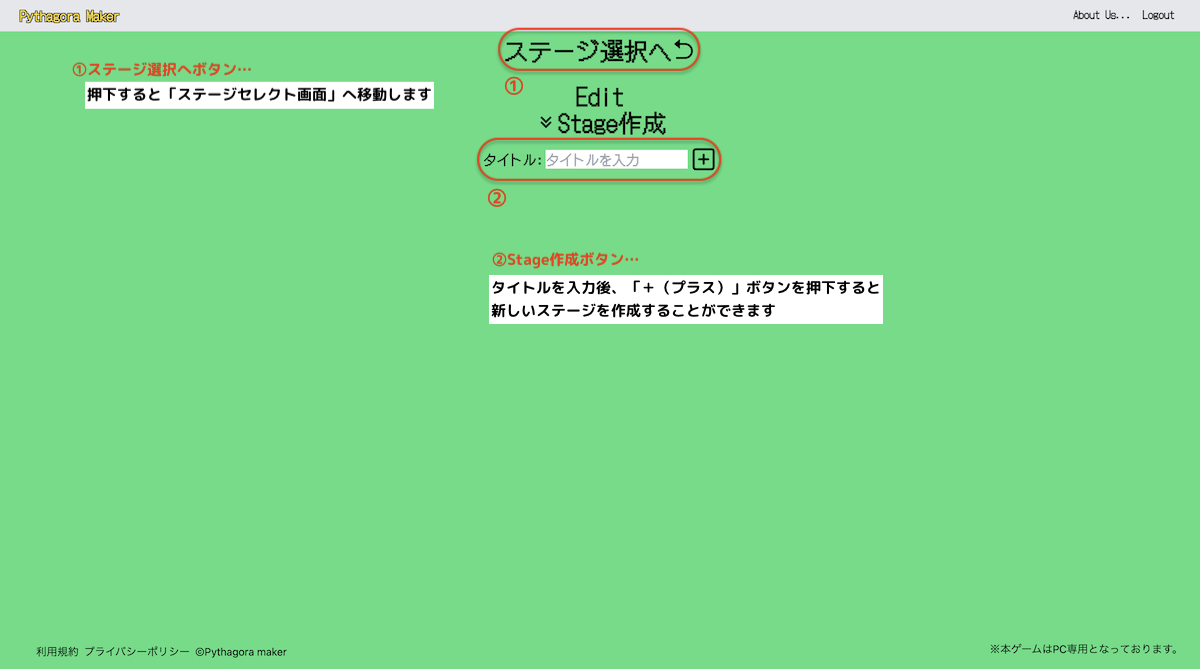 Pythagora Maker
About Us... Logout
ステージ選択へ
①ステージ選択へボタン…
押下すると「ステージセレクト画面」へ移動します
①
Edit
Stage作成
タイトル: タイトルを入力
②
②Stage作成ボタン…
タイトルを入力後、「＋（プラス）」ボタンを押下すると
新しいステージを作成することができます
利用規約 プライバシーポリシー ©Pythagora maker
※本ゲームはPC専用となっております。